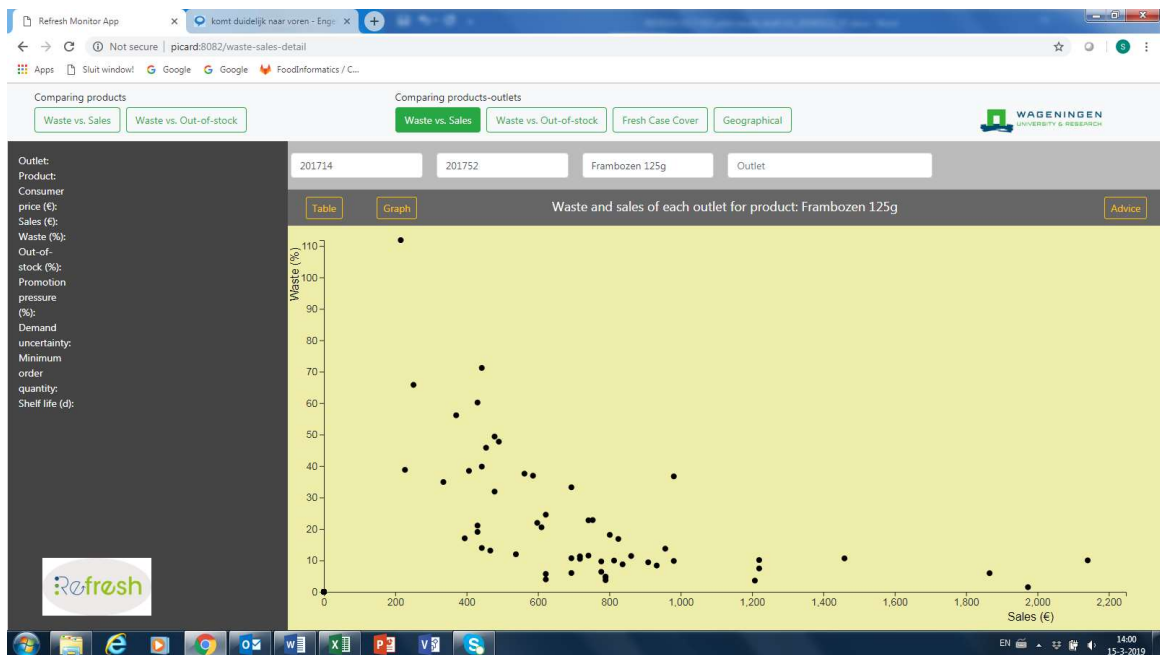 Refresh Monitor App
komt duidelijk naar voren - Enge
Not secure | picard:8082/waste-sales-detail
S
Apps Sluit window! Google Google FoodInformatics / C...
Comparing products
Comparing products-outlets
Waste vs. Sales Waste vs. Out-of-stock
Waste vs. Sales Waste vs. Out-of-stock Fresh Case Cover Geographical
WAGENINGEN
UNIVERSITY & RESEARCH
Outlet:
Product:
Consumer
price (€):
Sales (€):
Waste (%):
Out-of-
stock (%):
Promotion
pressure
(%):
Demand
uncertainty:
Minimum
order
quantity:
Shelf life (d):
Refresh
201714 201752 Frambozen 125g Outlet
Table Graph Waste and sales of each outlet for product: Frambozen 125g Advice
Waste (%)
110
100
90
80
70
60
50
40
30
20
10
0
0 200 400 600 800 1,000 1,200 1,400 1,600 1,800 2,000 2,200
Sales (€)
EN 14:00
15-3-2019